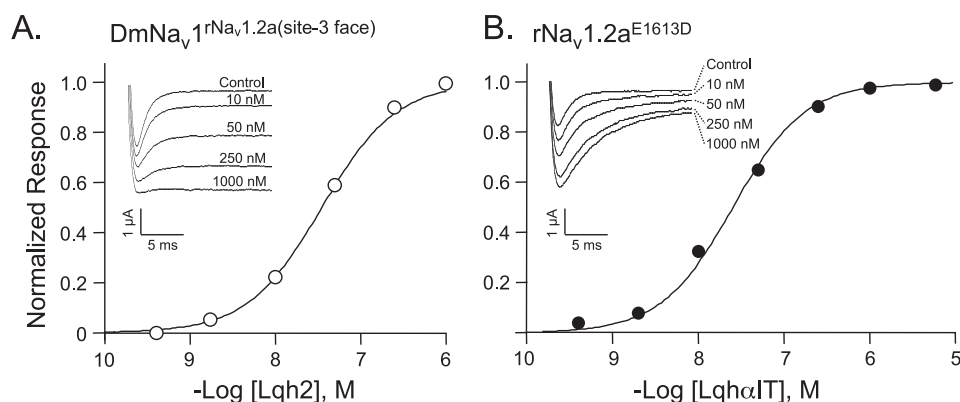 A.
DmNav1rNav1.2a(site-3 face)
Normalized Response
1.0
0.8
0.6
0.4
0.2
0
Control
10 nM
50 nM
250 nM
1000 nM
1 µA
5 ms
10 9 8 7 6
-Log [Lqh2], M
B.
rNav1.2aE1613D
1.0
0.8
0.6
0.4
0.2
Control
10 nM
50 nM
250 nM
1000 nM
1 µA
5 ms
10 9 8 7 6 5
-Log [LqhαIT], M